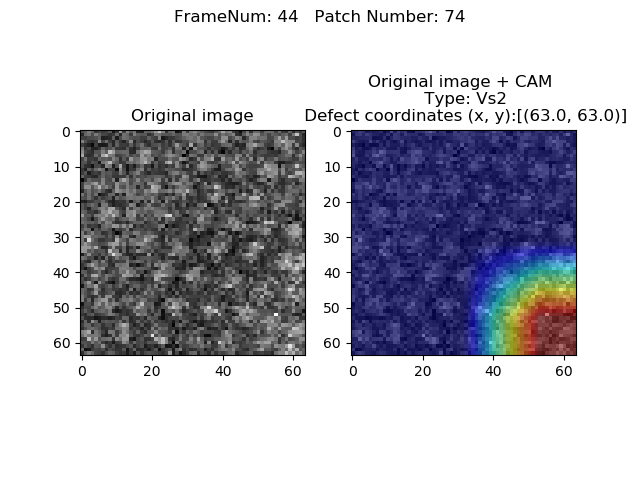 FrameNum: 44   Patch Number: 74
Original image
Original image + CAM
Type: Vs2
Defect coordinates (x, y):[(63.0, 63.0)]
0
10
20
30
40
50
60
0 20 40 60
0
10
20
30
40
50
60
0 20 40 60